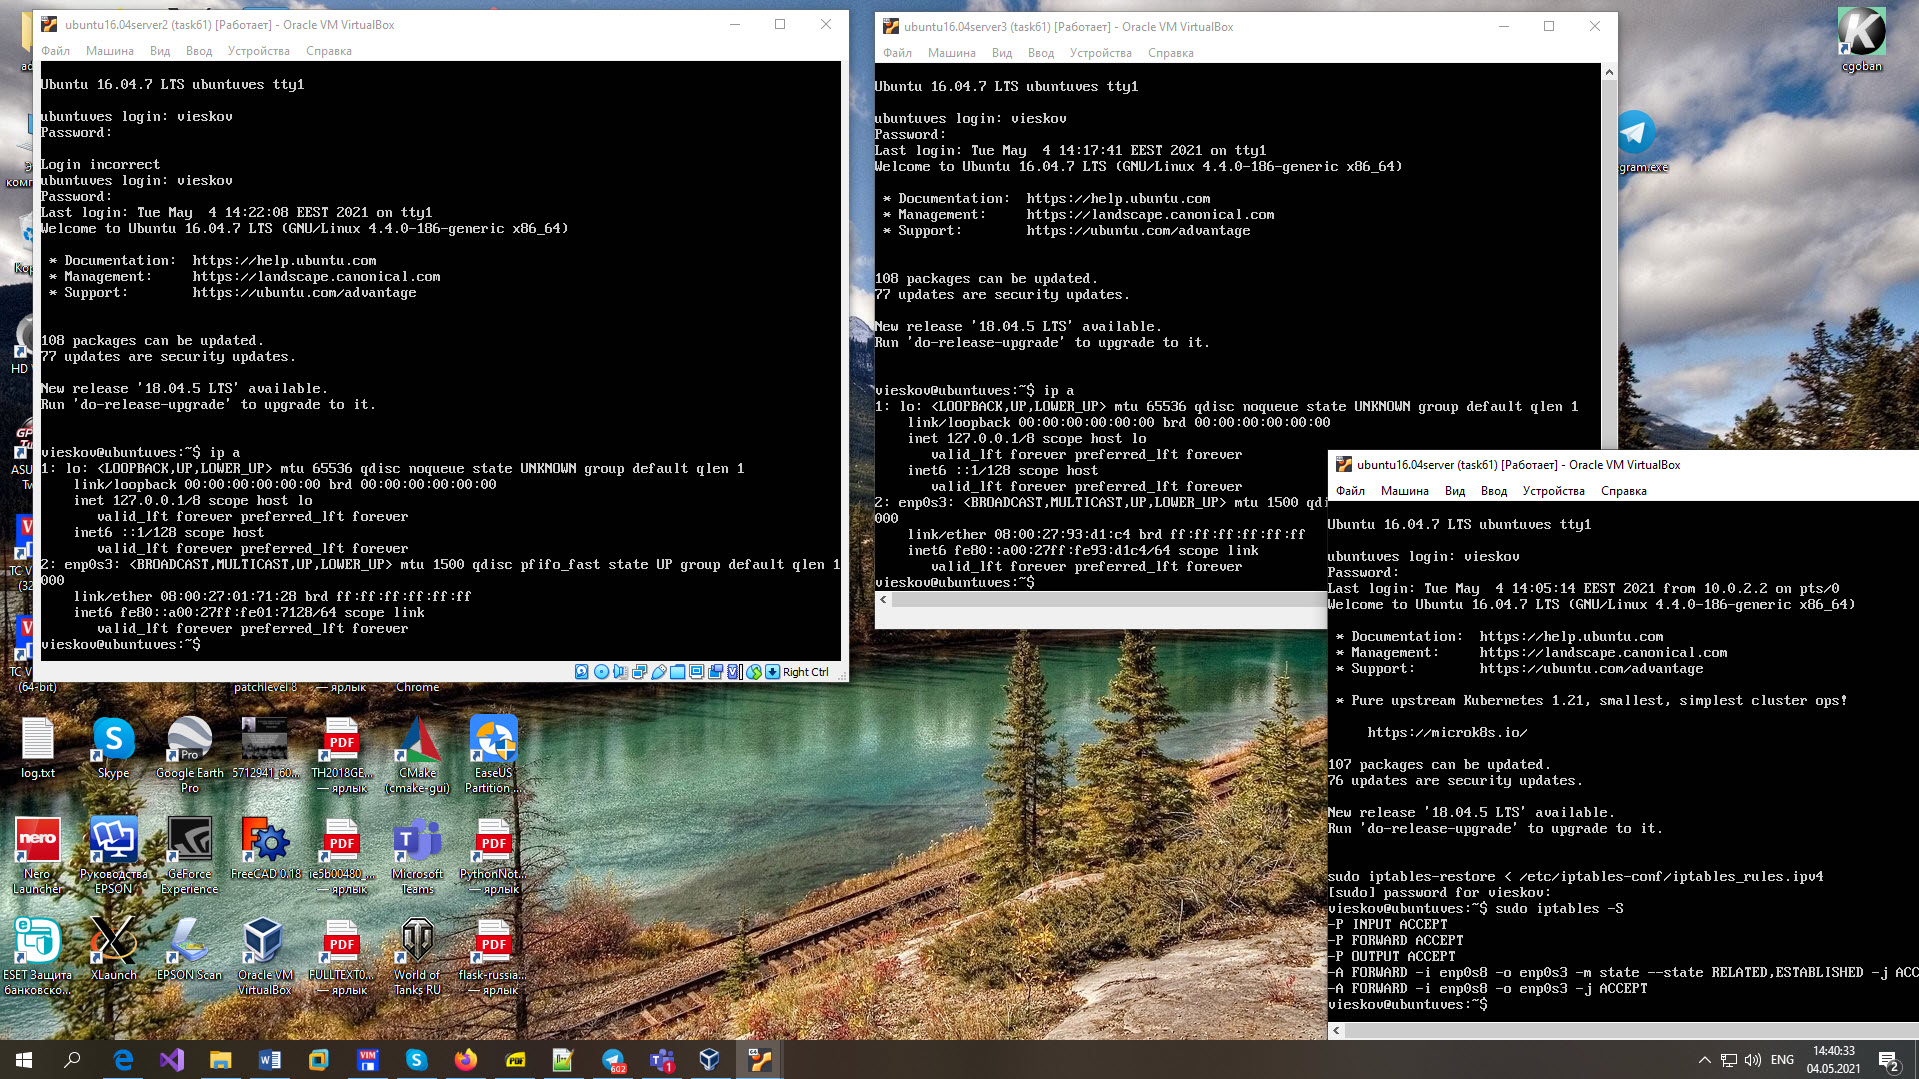 ubuntu16.04server2 (task61) [Работает] - Oracle VM VirtualBox
Файл Машина Вид Ввод Устройства Справка
Ubuntu 16.04.7 LTS ubuntuves tty1
ubuntuves login: vieskov
Password:
Login incorrect
ubuntuves login: vieskov
Password:
Last login: Tue May  4 14:22:08 EEST 2021 on tty1
Welcome to Ubuntu 16.04.7 LTS (GNU/Linux 4.4.0-186-generic x86_64)
* Documentation:  https://help.ubuntu.com
* Management:     https://landscape.canonical.com
* Support:        https://ubuntu.com/advantage
108 packages can be updated.
77 updates are security updates.
New release '18.04.5 LTS' available.
Run 'do-release-upgrade' to upgrade to it.
vieskov@ubuntuves:~$ ip a
1: lo: <LOOPBACK,UP,LOWER_UP> mtu 65536 qdisc noqueue state UNKNOWN group default qlen 1
link/loopback 00:00:00:00:00:00 brd 00:00:00:00:00:00
inet 127.0.0.1/8 scope host lo
valid_lft forever preferred_lft forever
inet6 ::1/128 scope host
valid_lft forever preferred_lft forever
2: enp0s3: <BROADCAST,MULTICAST,UP,LOWER_UP> mtu 1500 qdisc pfifo_fast state UP group default qlen 1
000
link/ether 08:00:27:01:71:28 brd ff:ff:ff:ff:ff:ff
inet6 fe80::a00:27ff:fe01:7128/64 scope link
valid_lft forever preferred_lft forever
vieskov@ubuntuves:~$
Right Ctrl
ubuntu16.04server3 (task61) [Работает] - Oracle VM VirtualBox
Файл Машина Вид Ввод Устройства Справка
Ubuntu 16.04.7 LTS ubuntuves tty1
ubuntuves login: vieskov
Password:
Last login: Tue May  4 14:17:41 EEST 2021 on tty1
Welcome to Ubuntu 16.04.7 LTS (GNU/Linux 4.4.0-186-generic x86_64)
* Documentation:  https://help.ubuntu.com
* Management:     https://landscape.canonical.com
* Support:        https://ubuntu.com/advantage
108 packages can be updated.
77 updates are security updates.
New release '18.04.5 LTS' available.
Run 'do-release-upgrade' to upgrade to it.
vieskov@ubuntuves:~$ ip a
1: lo: <LOOPBACK,UP,LOWER_UP> mtu 65536 qdisc noqueue state UNKNOWN group default qlen 1
link/loopback 00:00:00:00:00:00 brd 00:00:00:00:00:00
inet 127.0.0.1/8 scope host lo
valid_lft forever preferred_lft forever
inet6 ::1/128 scope host
valid_lft forever preferred_lft forever
2: enp0s3: <BROADCAST,MULTICAST,UP,LOWER_UP> mtu 1500 qdi
000
link/ether 08:00:27:93:d1:c4 brd ff:ff:ff:ff:ff:ff
inet6 fe80::a00:27ff:fe93:d1c4/64 scope link
valid_lft forever preferred_lft forever
vieskov@ubuntuves:~$
ubuntu16.04server (task61) [Работает] - Oracle VM VirtualBox
Файл Машина Вид Ввод Устройства Справка
Ubuntu 16.04.7 LTS ubuntuves tty1
ubuntuves login: vieskov
Password:
Last login: Tue May  4 14:05:14 EEST 2021 from 10.0.2.2 on pts/0
Welcome to Ubuntu 16.04.7 LTS (GNU/Linux 4.4.0-186-generic x86_64)
* Documentation:  https://help.ubuntu.com
* Management:     https://landscape.canonical.com
* Support:        https://ubuntu.com/advantage
* Pure upstream Kubernetes 1.21, smallest, simplest cluster ops!
https://microk8s.io/
107 packages can be updated.
76 updates are security updates.
New release '18.04.5 LTS' available.
Run 'do-release-upgrade' to upgrade to it.
sudo iptables-restore < /etc/iptables-conf/iptables_rules.ipv4
[sudo] password for vieskov:
vieskov@ubuntuves:~$ sudo iptables -S
-P INPUT ACCEPT
-P FORWARD ACCEPT
-P OUTPUT ACCEPT
-A FORWARD -i enp0s8 -o enp0s3 -m state --state RELATED,ESTABLISHED -j ACC
-A FORWARD -i enp0s8 -o enp0s3 -j ACCEPT
vieskov@ubuntuves:~$
cgoban
gram.exe
(64-bit)
patchlevel 8
— ярлык
Chrome
log.txt
Skype
Google Earth Pro
5712941_60...
TH2018GE... — ярлык
CMake (cmake-gui)
EaseUS Partition ...
Nero Launcher
Руководства EPSON
GeForce Experience
FreeCAD 0.18
ie5b00480_... — ярлык
Microsoft Teams
PythonNot... — ярлык
ESET Защита банковско...
XLaunch
EPSON Scan
Oracle VM VirtualBox
FULLTEXT0... — ярлык
World of Tanks RU
flask-russia... — ярлык
ENG
14:40:33
04.05.2021